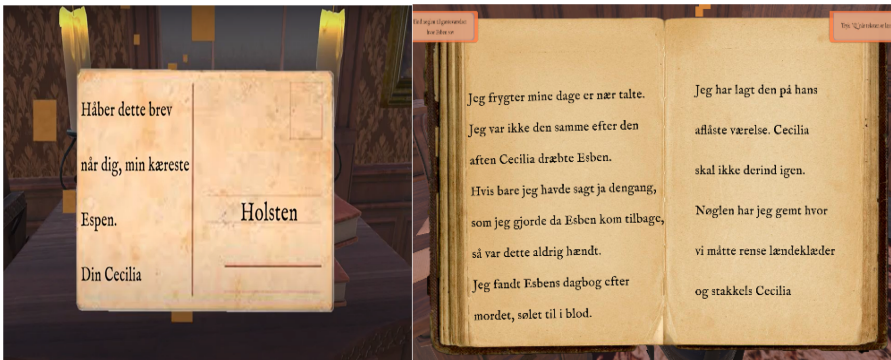 Håber dette brev
når dig, min kæreste
Espen.
Din Cecilia
Holsten
Jeg frygter mine dage er nær talte.
Jeg var ikke den samme efter den
aften Cecilia dræbte Esben.
Hvis bare jeg havde sagt ja dengang,
som jeg gjorde da Esben kom tilbage,
så var dette aldrig hændt.
Jeg fandt Esbens dagbog efter
mordet, sølet til i blod.
Jeg har lagt den på hans
aflåste værelse. Cecilia
skal ikke derind igen.
Nøglen har jeg gemt hvor
vi måtte rense lændeklæder
og stakkels Cecilia